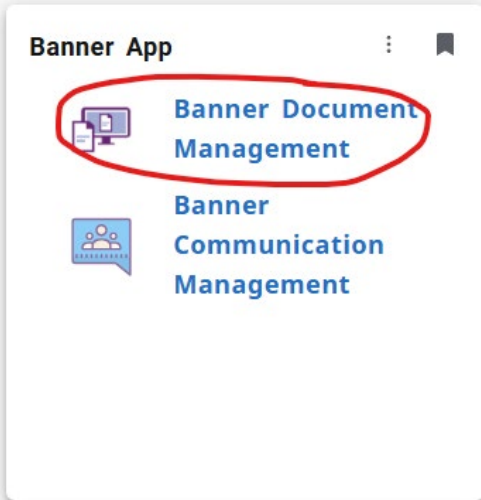 Banner App
Banner Document
Management
Banner
Communication
Management